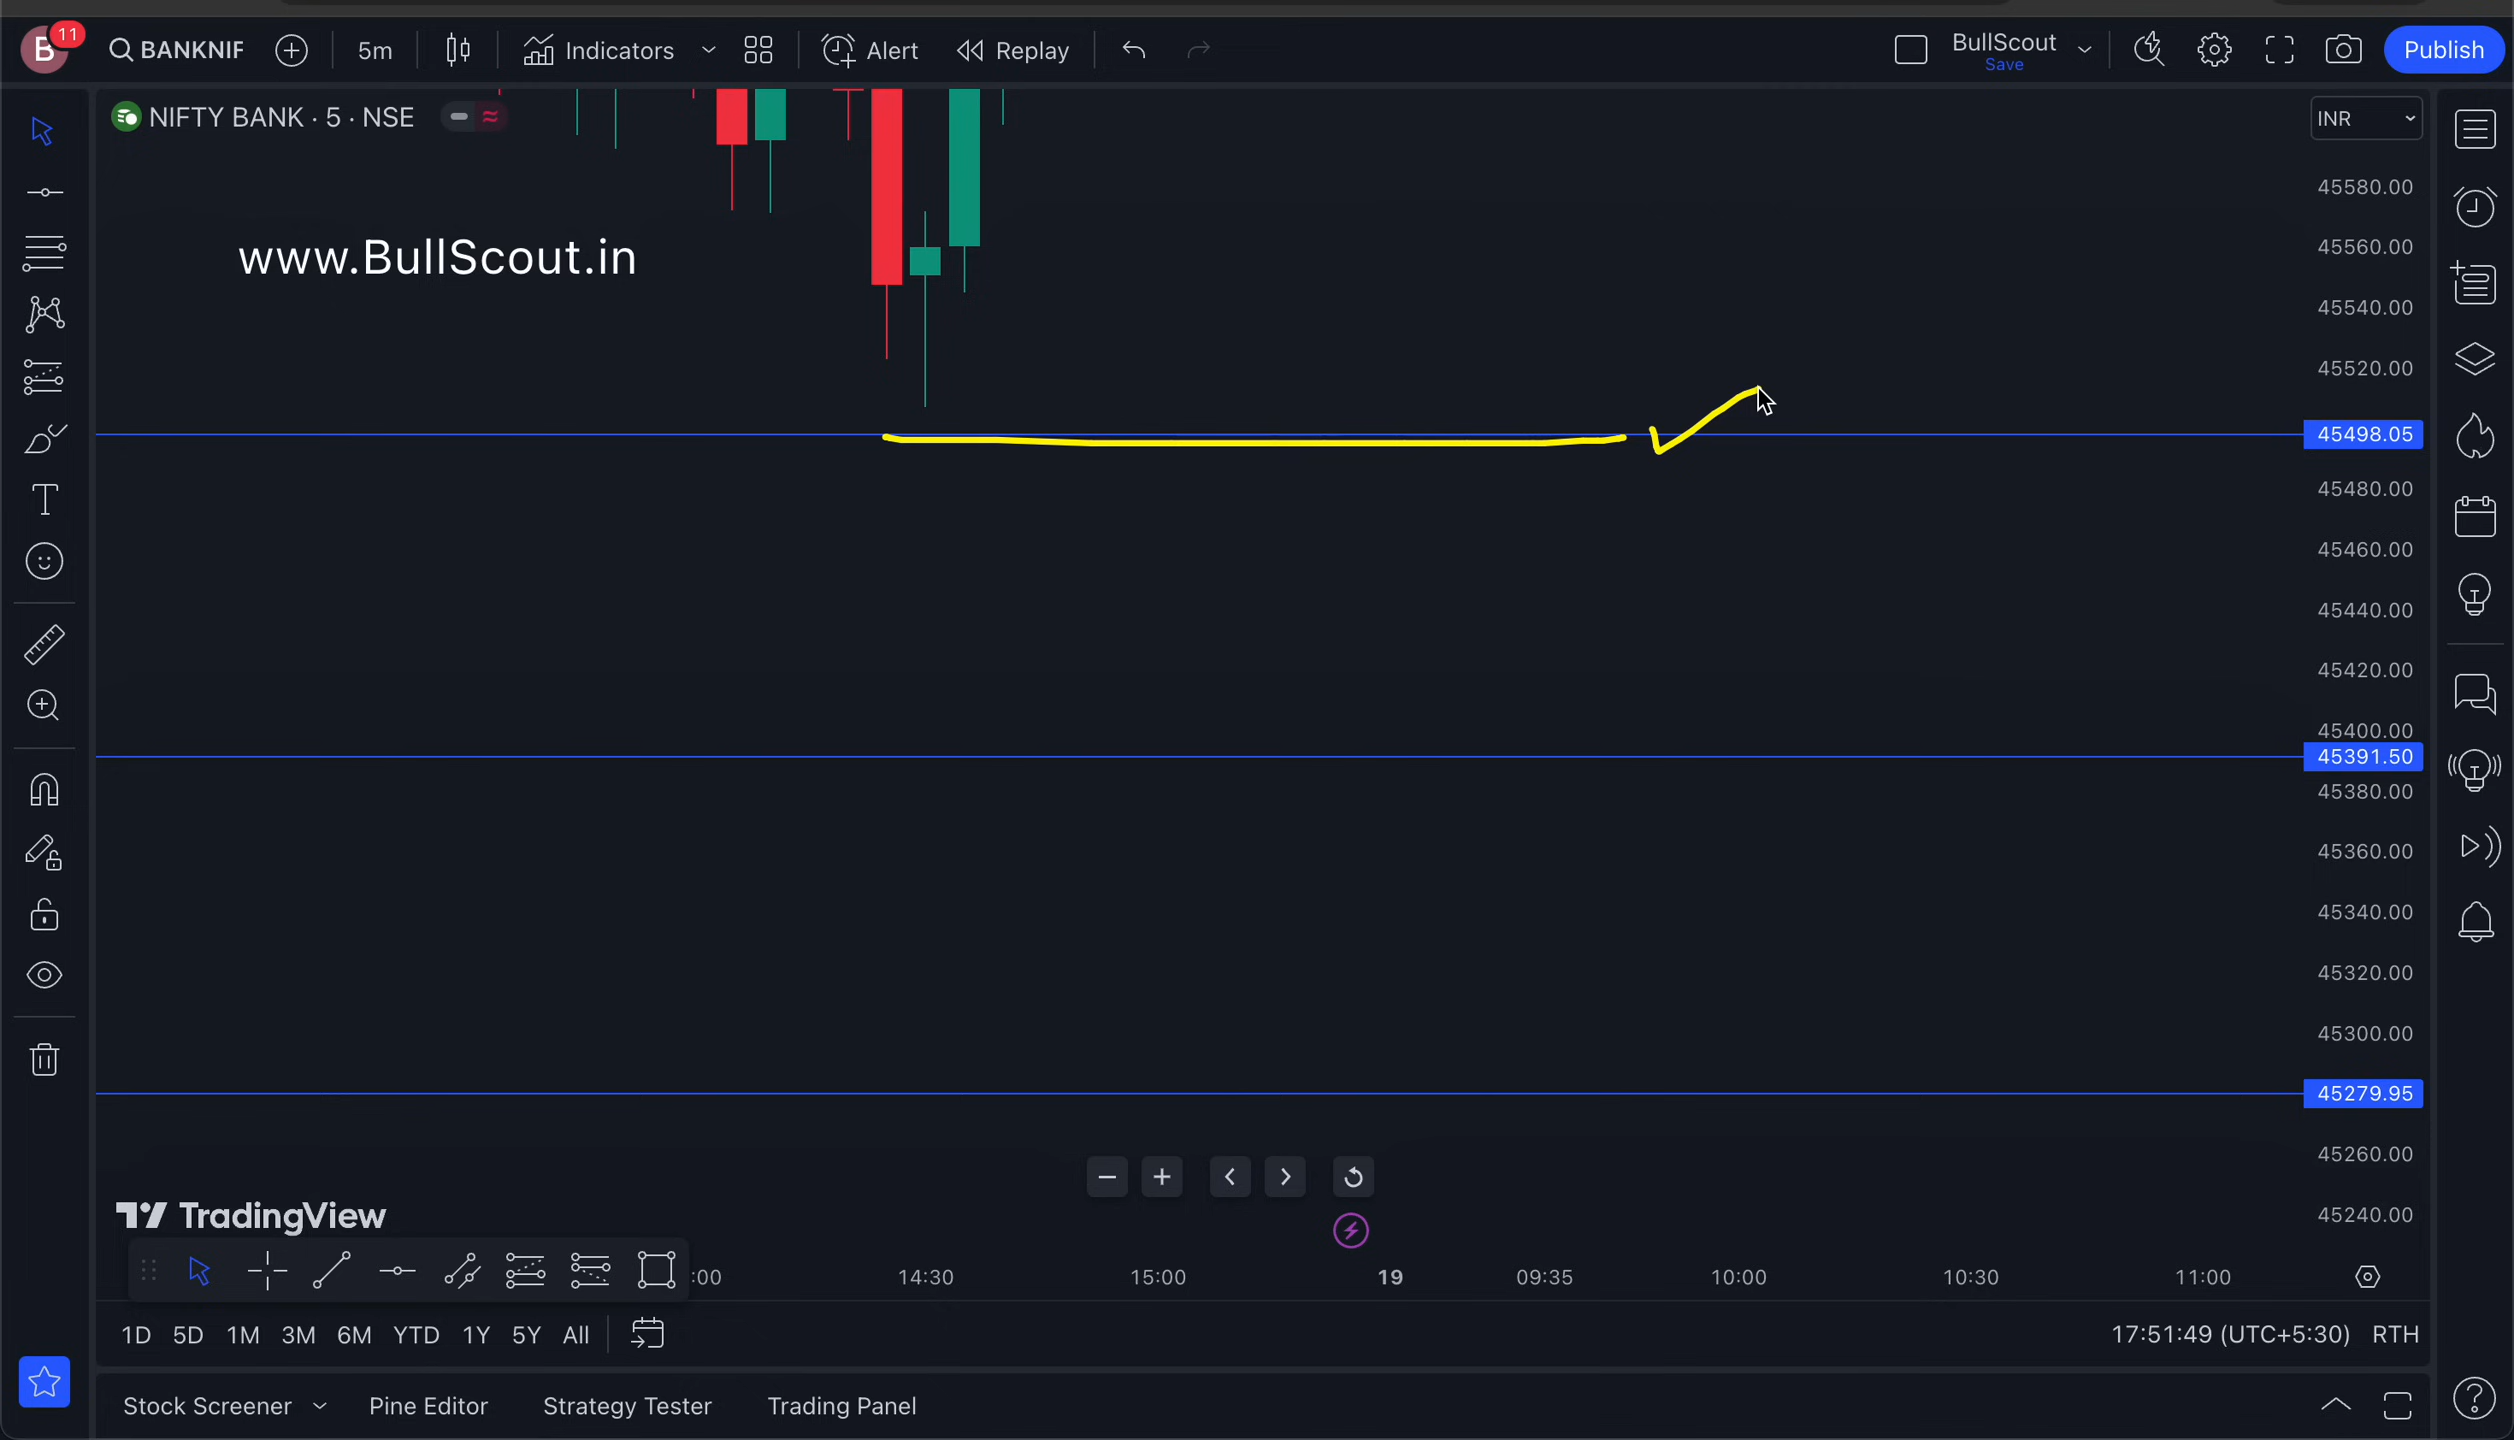 B 11 BANKNIF 5m Indicators Alert Replay BullScout Save Publish
NIFTY BANK · 5 · NSE
INR
www.BullScout.in
45580.00
45560.00
45540.00
45520.00
45498.05
45480.00
45460.00
45440.00
45420.00
45400.00
45391.50
45380.00
45360.00
45340.00
45320.00
45300.00
45279.95
45260.00
45240.00
TradingView
:00 14:30 15:00 19 09:35 10:00 10:30 11:00
1D 5D 1M 3M 6M YTD 1Y 5Y All 17:51:49 (UTC+5:30) RTH
Stock Screener Pine Editor Strategy Tester Trading Panel